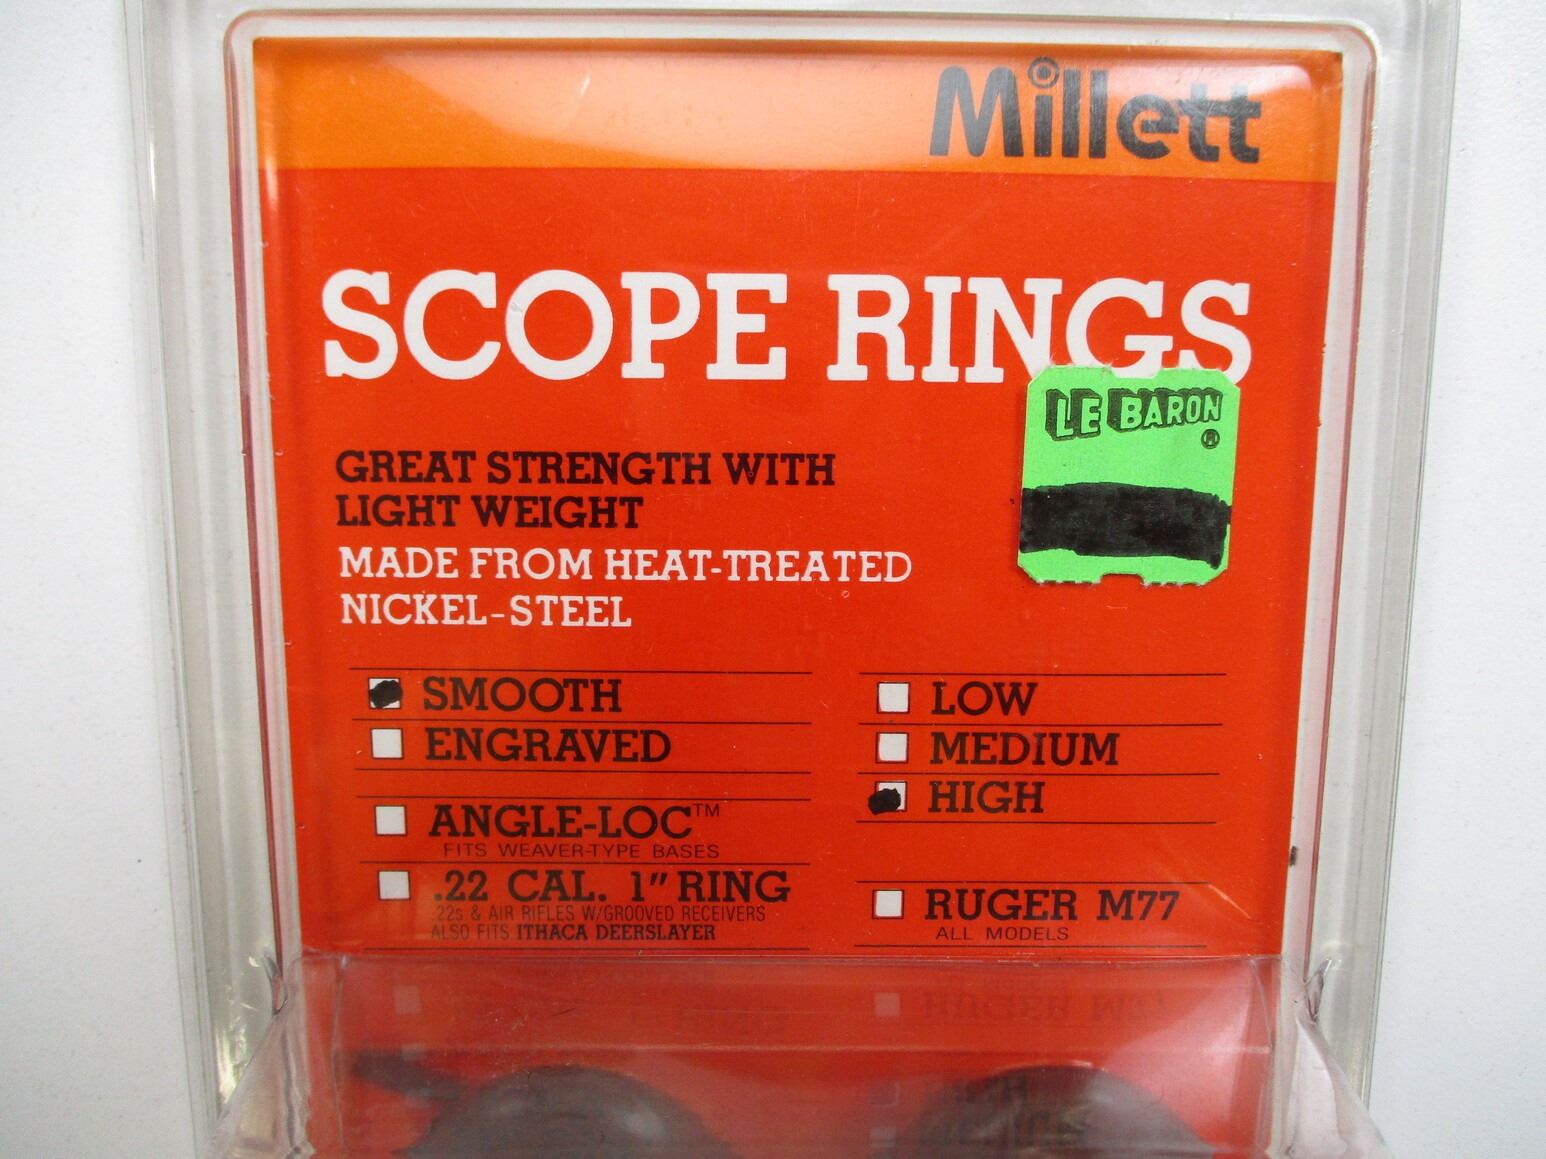 Millett
SCOPE RINGS
LE BARON
®
GREAT STRENGTH WITH
LIGHT WEIGHT
MADE FROM HEAT-TREATED
NICKEL-STEEL
SMOOTH
ENGRAVED
ANGLE-LOC™
FITS WEAVER-TYPE BASES
.22 CAL. 1" RING
.22s & AIR RIFLES W/GROOVED RECEIVERS
ALSO FITS ITHACA DEERSLAYER
LOW
MEDIUM
HIGH
RUGER M77
ALL MODELS